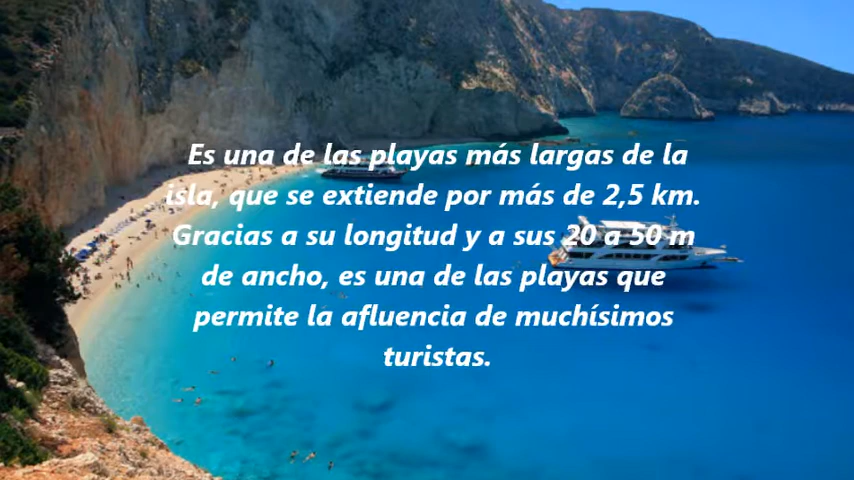 Es una de las playas más largas de la
isla, que se extiende por más de 2,5 km.
Gracias a su longitud y a sus 20 a 50 m
de ancho, es una de las playas que
permite la afluencia de muchísimos
turistas.